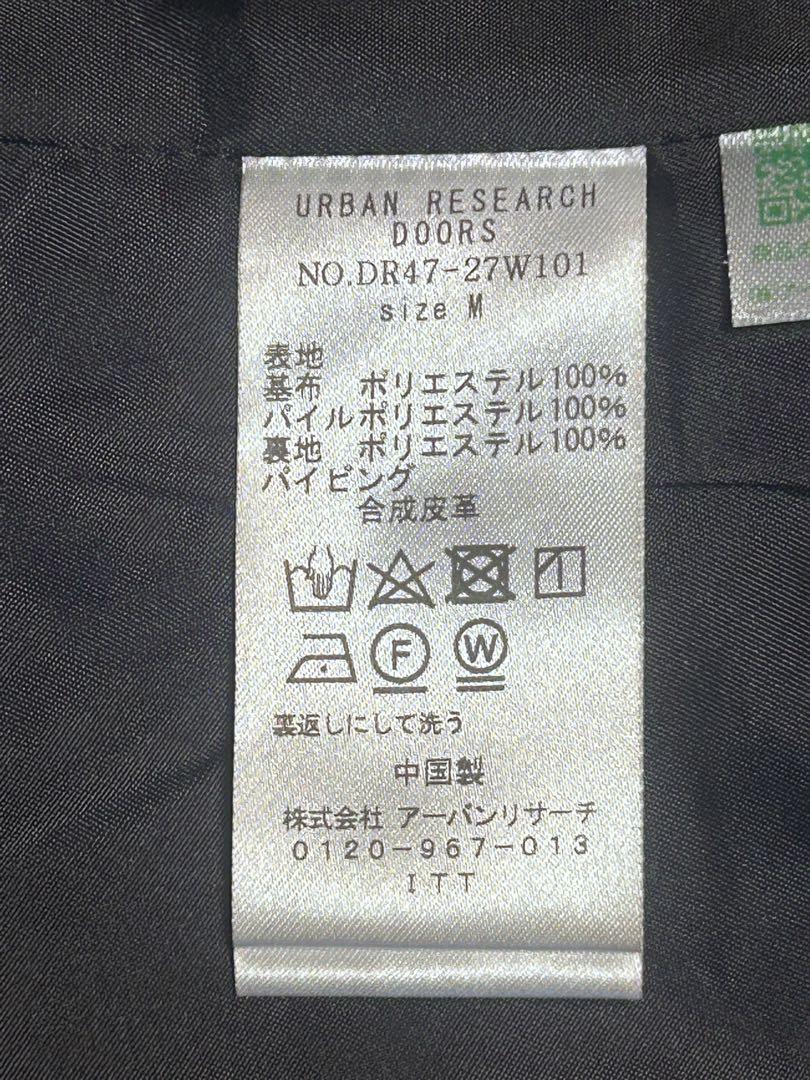 URBAN RESEARCH
DOORS
NO.DR47-27W101
size M
表地
基布 ポリエステル100%
パイルポリエステル100%
裏地 ポリエステル100%
パイピング
合成皮革
F W
裏返しにして洗う
中国製
株式会社 アーバンリサーチ
0120-967-013
ITT